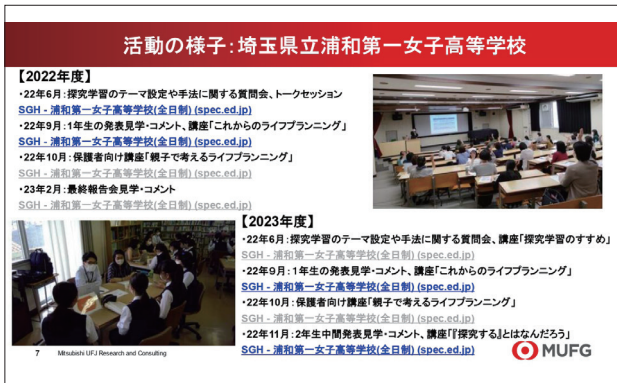 活動の様子：埼玉県立浦和第一女子高等学校
【2022年度】
・22年6月：探究学習のテーマ設定や手法に関する質問会、トークセッション
SGH - 浦和第一女子高等学校(全日制) (spec.ed.jp)
・22年9月：1年生の発表見学・コメント、講座「これからのライフプランニング」
SGH - 浦和第一女子高等学校(全日制) (spec.ed.jp)
・22年10月：保護者向け講座「親子で考えるライフプランニング」
SGH - 浦和第一女子高等学校(全日制) (spec.ed.jp)
・23年2月：最終報告会見学・コメント
SGH - 浦和第一女子高等学校(全日制) (spec.ed.jp)
【2023年度】
・22年6月：探究学習のテーマ設定や手法に関する質問会、講座「探究学習のすすめ」
SGH - 浦和第一女子高等学校(全日制) (spec.ed.jp)
・22年9月：1年生の発表見学・コメント、講座「これからのライフプランニング」
SGH - 浦和第一女子高等学校(全日制) (spec.ed.jp)
・22年10月：保護者向け講座「親子で考えるライフプランニング」
SGH - 浦和第一女子高等学校(全日制) (spec.ed.jp)
・22年11月：2年生中間発表見学・コメント、講座「『探究する』とはなんだろう」
SGH - 浦和第一女子高等学校(全日制) (spec.ed.jp)
7 Mitsubishi UFJ Research and Consulting
MUFG